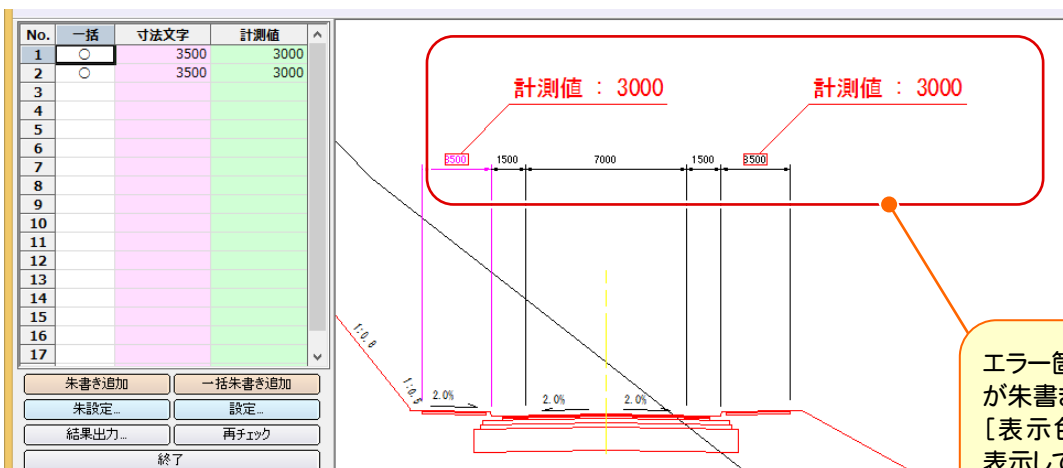 No. 一括 寸法文字 計測値
1 ○ 3500 3000
2 ○ 3500 3000
3
4
5
6
7
8
9
10
11
12
13
14
15
16
17
朱書き追加 一括朱書き追加
朱設定... 設定...
結果出力... 再チェック
終了
計測値 : 3000 計測値 : 3000
3500 1500 7000 1500 3500
1:0.5
2.0% 2.0% 2.0%
エラー箇
が朱書き
[表示色
表示して